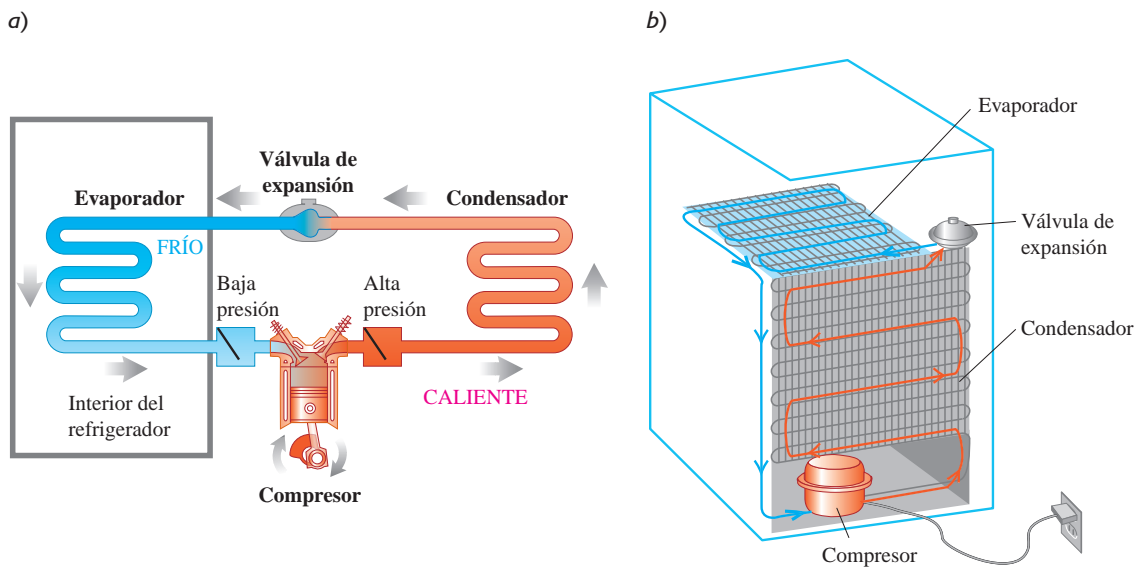 a)
Válvula de
expansión
Evaporador
Condensador
FRÍO
Baja
presión
Alta
presión
CALIENTE
Interior del
refrigerador
Compresor
b)
Evaporador
Válvula de
expansión
Condensador
Compresor